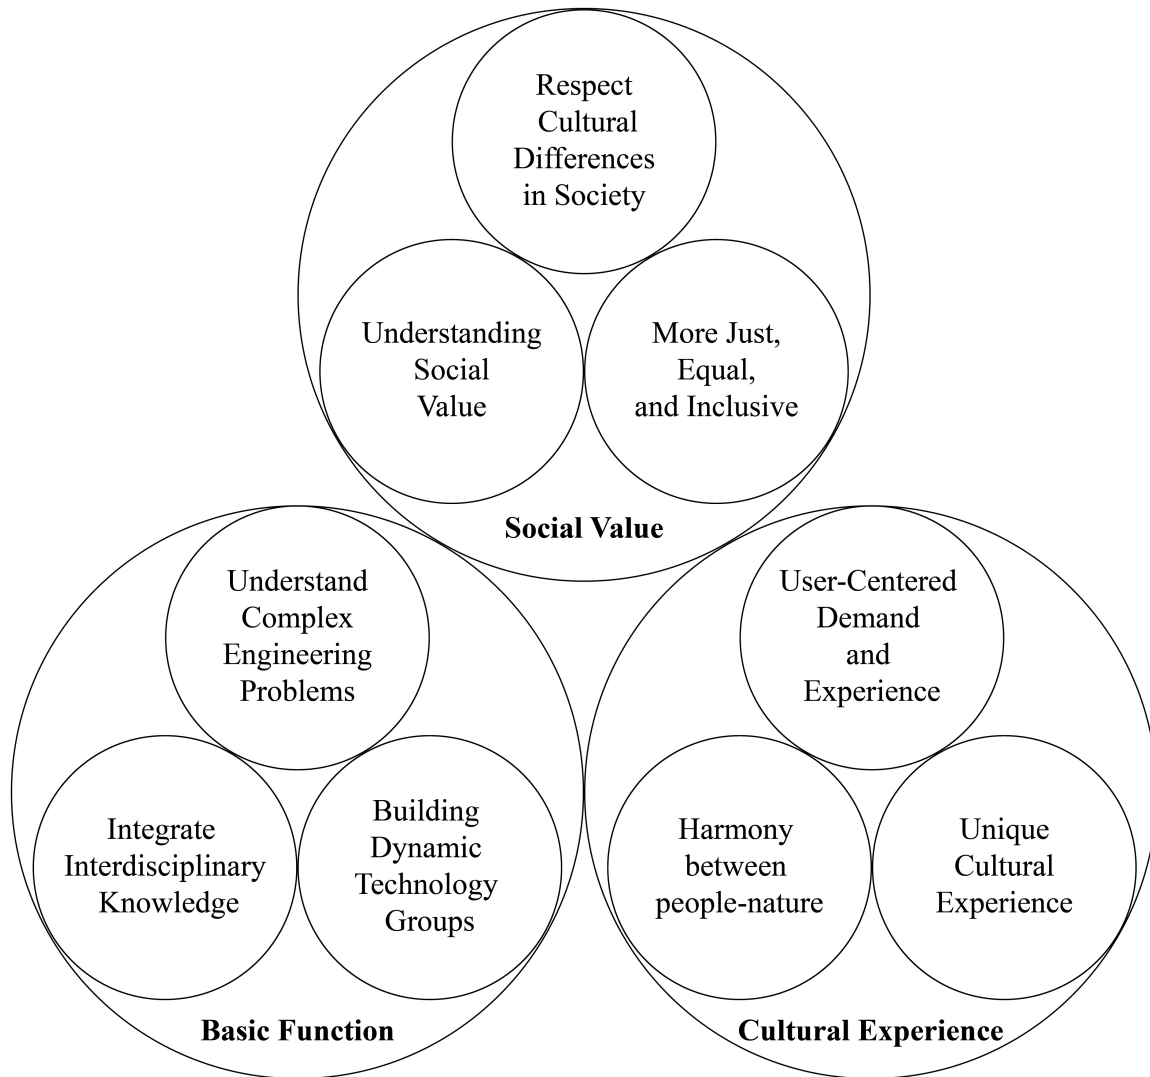 Respect
Cultural
Differences
in Society
Understanding
Social
Value
More Just,
Equal,
and Inclusive
Social Value
Understand
Complex
Engineering
Problems
Integrate
Interdisciplinary
Knowledge
Building
Dynamic
Technology
Groups
Basic Function
User-Centered
Demand
and
Experience
Harmony
between
people-nature
Unique
Cultural
Experience
Cultural Experience